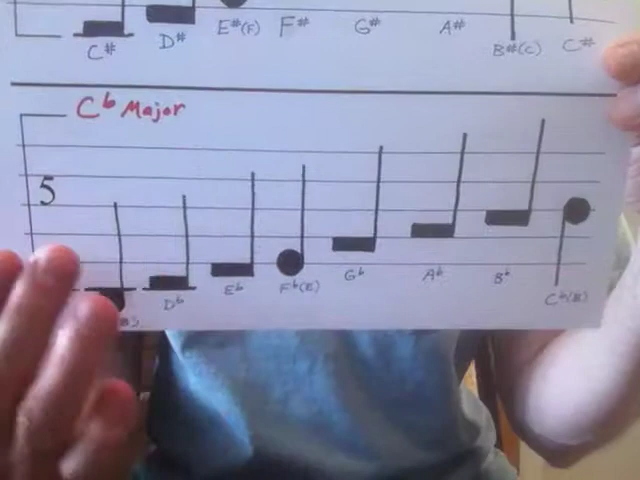 C# D# E#(F) F# G# A# B#(C) C#
C♭ Major
5
D♭ E♭ F♭(E) G♭ A♭ B♭ C♭(B)